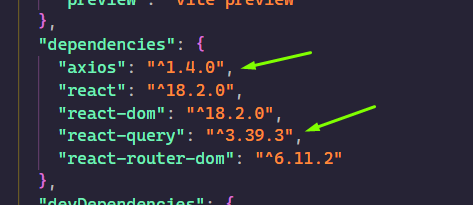 "preview": "vite preview"
},
"dependencies": {
"axios": "^1.4.0",
"react": "^18.2.0",
"react-dom": "^18.2.0",
"react-query": "^3.39.3",
"react-router-dom": "^6.11.2"
},
"devDependencies": {